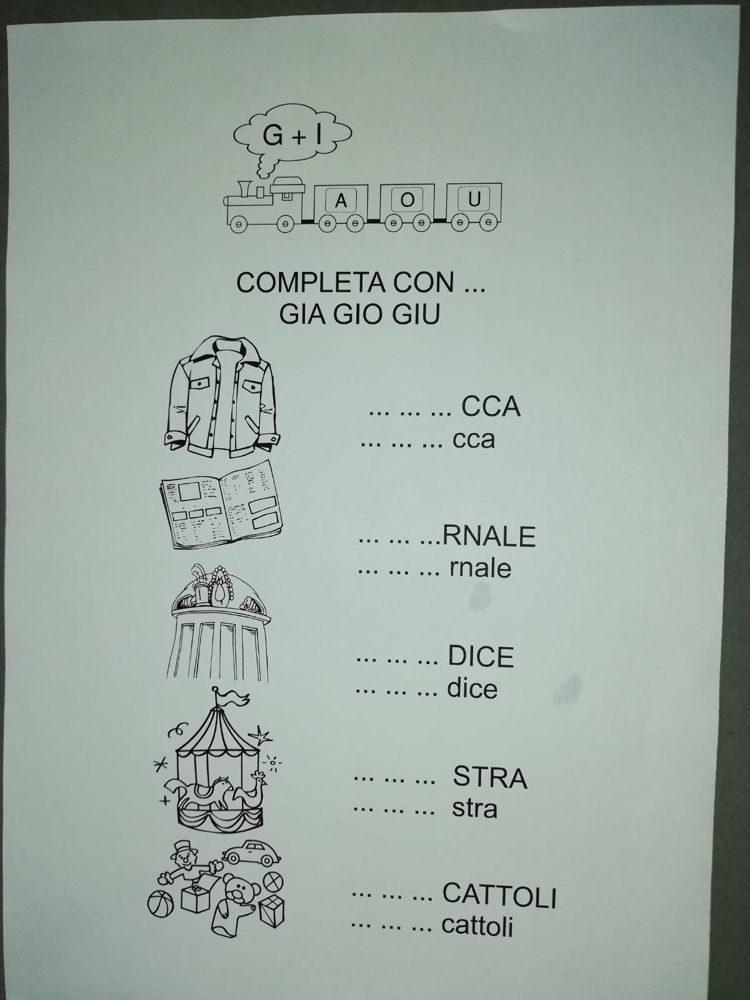 G + I
A O U
COMPLETA CON ...
GIA GIO GIU
... ... ... CCA
... ... ... cca
... ... ...RNALE
... ... ... rnale
... ... ... DICE
... ... ... dice
... ... ... STRA
... ... ... stra
... ... ... CATTOLI
... ... ... cattoli